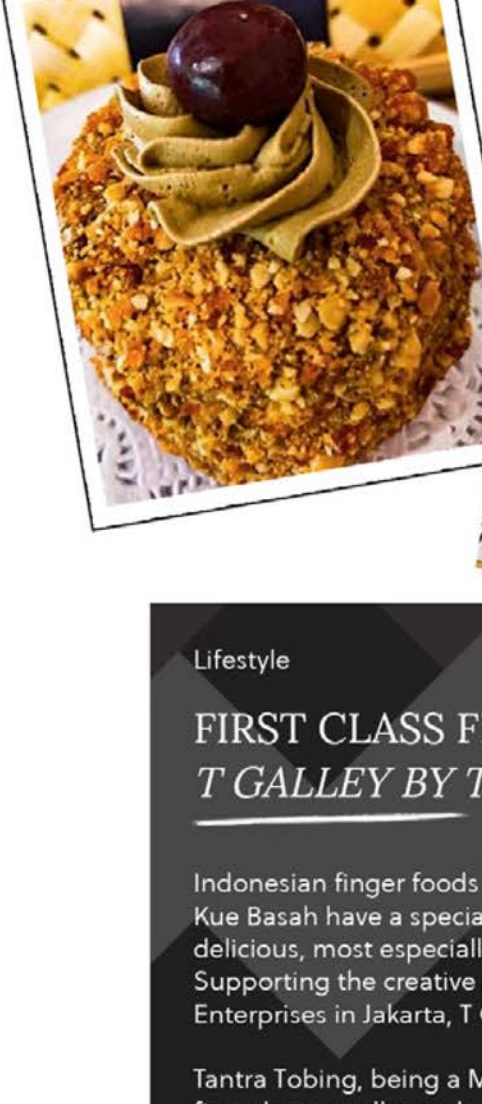 Lifestyle
FIRST CLASS F
T GALLEY BY T
Indonesian finger foods
Kue Basah have a specia
delicious, most especiall
Supporting the creative
Enterprises in Jakarta, T
Tantra Tobing, being a M